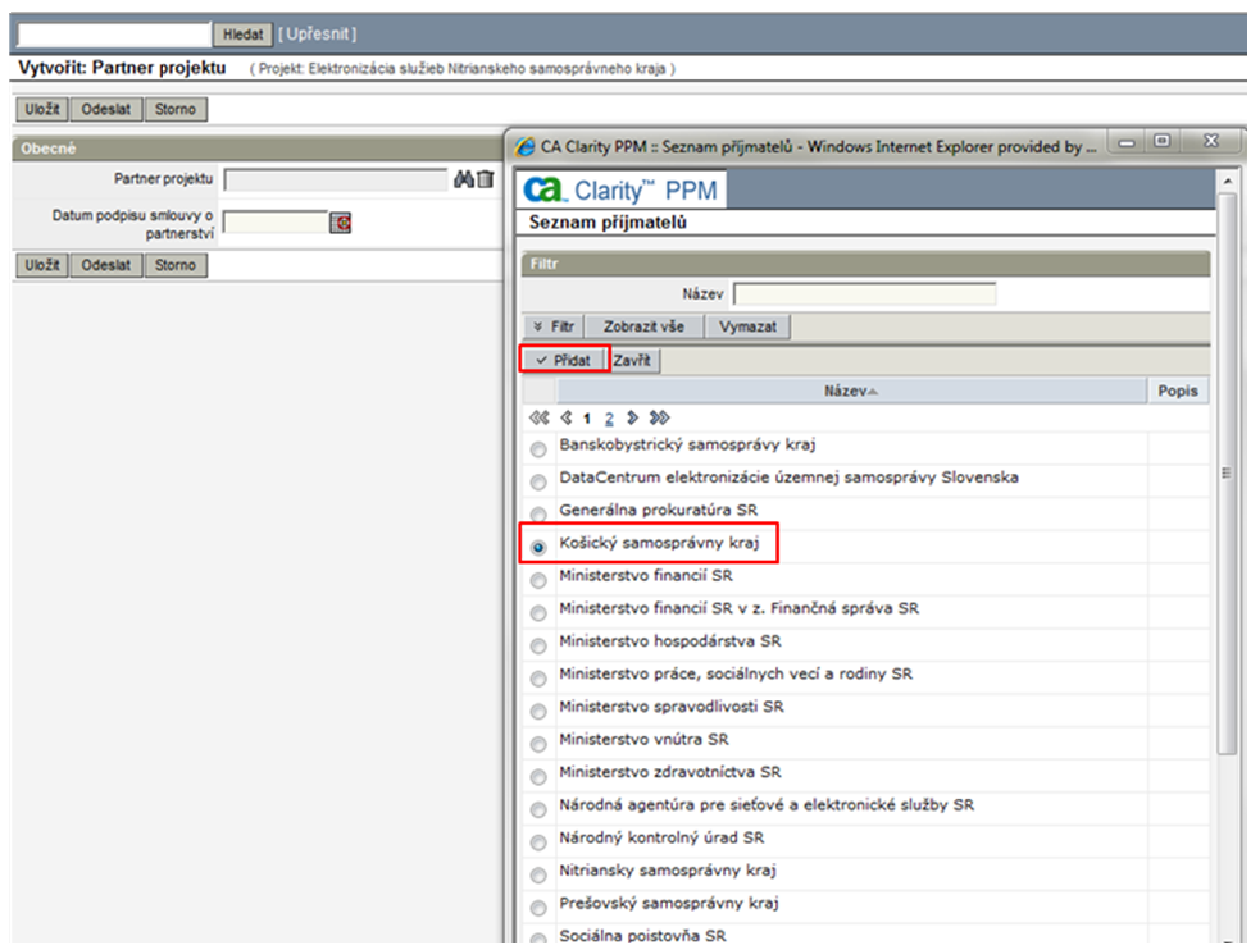 Hledat [ Upřesnit ]
Vytvořit: Partner projektu ( Projekt: Elektronizácia služieb Nitrianskeho samosprávneho kraja )
Uložit Odeslat Storno
Obecné
Partner projektu
Datum podpisu smlouvy o
partnerství
Uložit Odeslat Storno
CA Clarity PPM :: Seznam příjmatelů - Windows Internet Explorer provided by ...
ca Clarity™ PPM
Seznam příjmatelů
Filtr
Název
Filtr Zobrazit vše Vymazat
Přidat Zavřít
Název Popis
1 2
Banskobystrický samosprávy kraj
DataCentrum elektronizácie územnej samosprávy Slovenska
Generálna prokuratúra SR
Košický samosprávny kraj
Ministerstvo financií SR
Ministerstvo financií SR v z. Finančná správa SR
Ministerstvo hospodárstva SR
Ministerstvo práce, sociálnych vecí a rodiny SR
Ministerstvo spravodlivosti SR
Ministerstvo vnútra SR
Ministerstvo zdravotníctva SR
Národná agentúra pre sieťové a elektronické služby SR
Národný kontrolný úrad SR
Nitriansky samosprávny kraj
Prešovský samosprávny kraj
Sociálna poistovňa SR